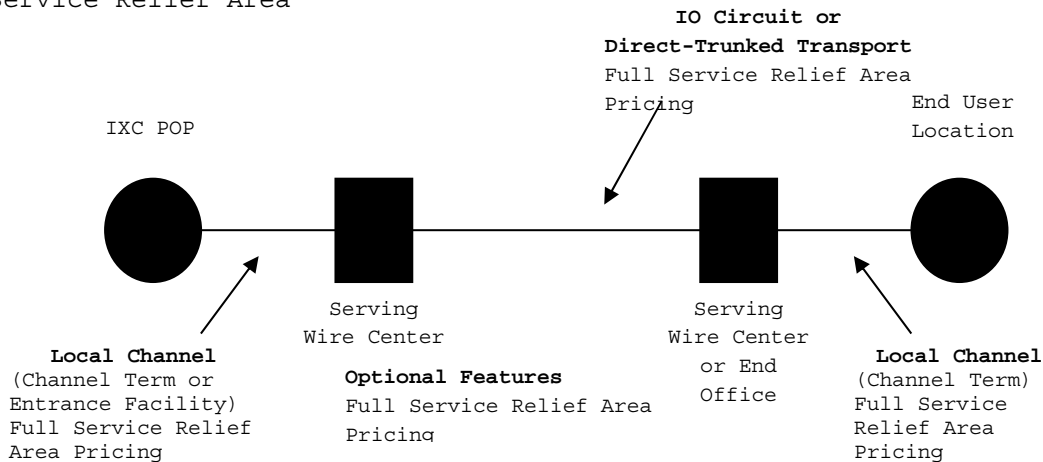 Service Relief Area
IO Circuit or
Direct-Trunked Transport
Full Service Relief Area
Pricing
End User
Location
IXC POP
Serving
Wire Center
Serving
Wire Center
or End
Office
Local Channel
(Channel Term or
Entrance Facility)
Full Service Relief
Area Pricing
Optional Features
Full Service Relief Area
Pricing
Local Channel
(Channel Term)
Full Service
Relief Area
Pricing